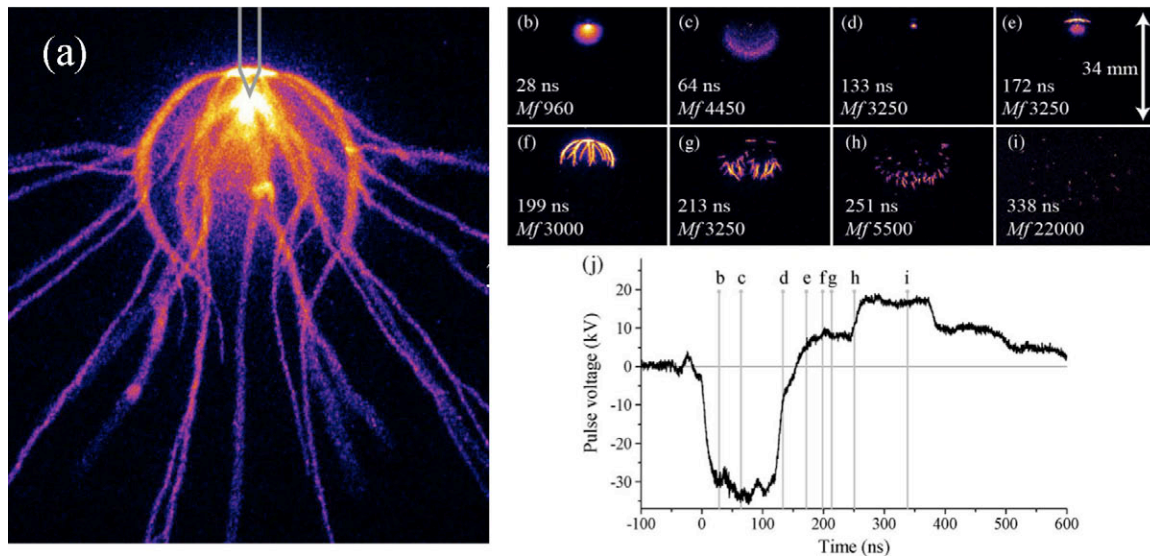 (a)
(b)
28 ns
Mf 960
(c)
64 ns
Mf 4450
(d)
133 ns
Mf 3250
(e)
172 ns
Mf 3250
34 mm
(f)
199 ns
Mf 3000
(g)
213 ns
Mf 3250
(h)
251 ns
Mf 5500
(i)
338 ns
Mf 22000
(j)
b c d e f g h i
Pulse voltage (kV)
20
10
0
-10
-20
-30
-100 0 100 200 300 400 500 600
Time (ns)